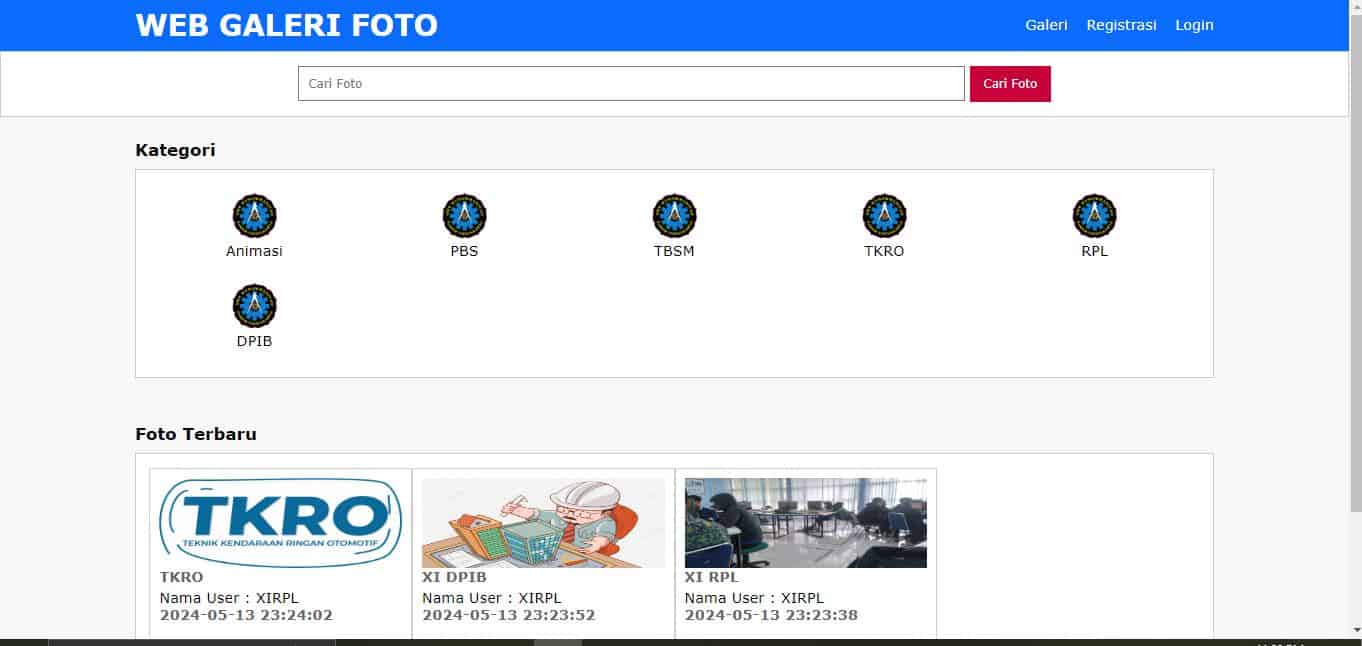 WEB GALERI FOTO
Galeri Registrasi Login
Cari Foto Cari Foto
Kategori
Animasi PBS TBSM TKRO RPL
DPIB
Foto Terbaru
TKRO
TEKNIK KENDARAAN RINGAN OTOMOTIF
TKRO
Nama User : XIRPL
2024-05-13 23:24:02
XI DPIB
Nama User : XIRPL
2024-05-13 23:23:52
XI RPL
Nama User : XIRPL
2024-05-13 23:23:38